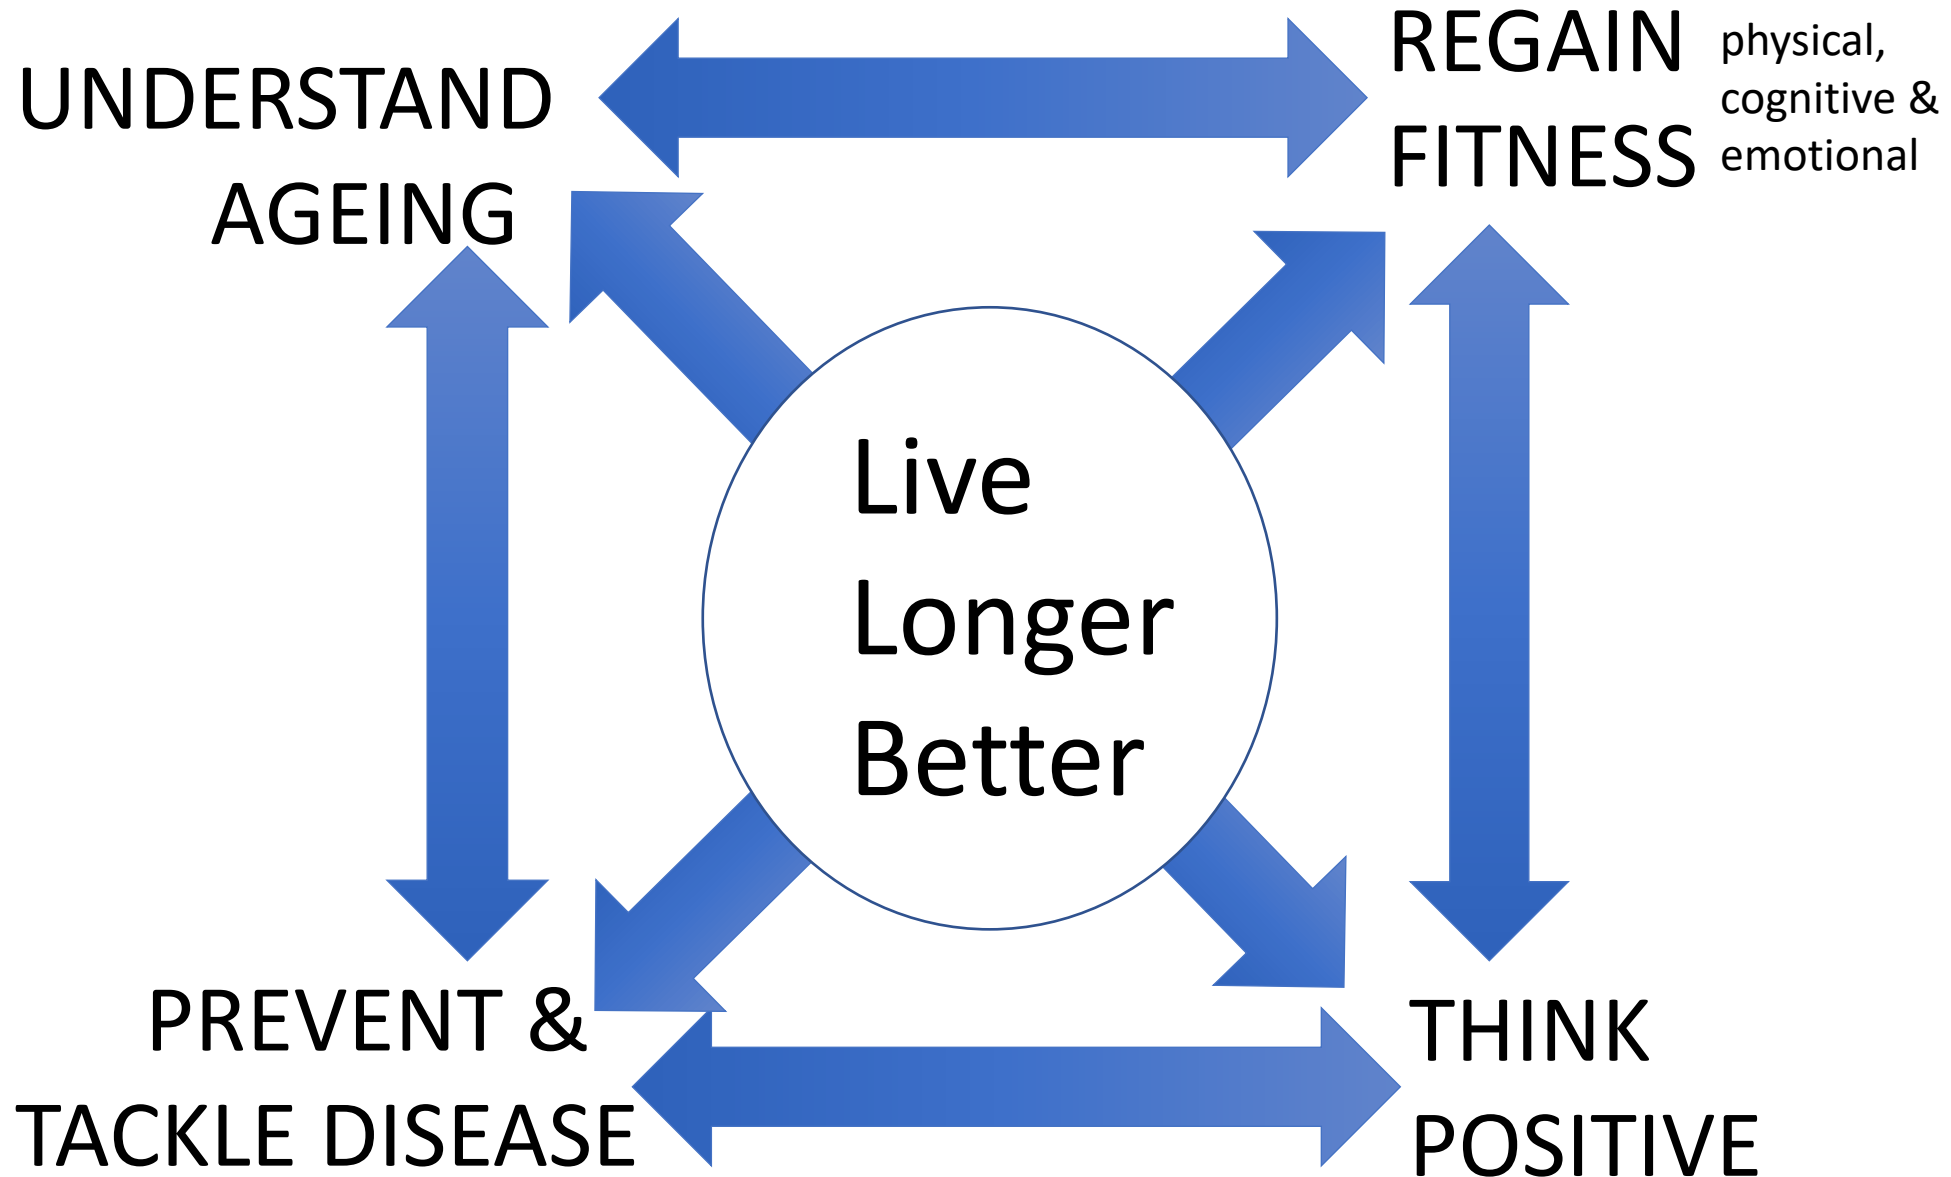 UNDERSTAND
AGEING
REGAIN
FITNESS
physical,
cognitive &
emotional
Live
Longer
Better
PREVENT &
TACKLE DISEASE
THINK
POSITIVE